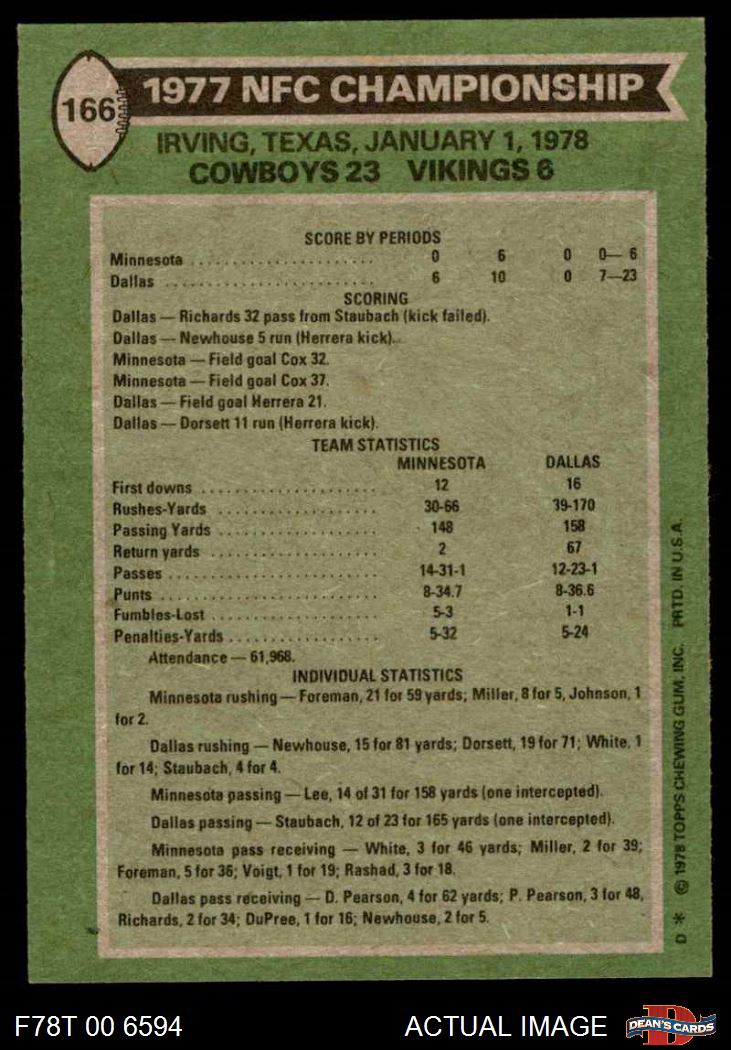 166
1977 NFC CHAMPIONSHIP
IRVING, TEXAS, JANUARY 1, 1978
COWBOYS 23 VIKINGS 6
SCORE BY PERIODS
Minnesota ...................... 0 6 0 0— 6
Dallas ......................... 6 10 0 7—23
SCORING
Dallas — Richards 32 pass from Staubach (kick failed).
Dallas — Newhouse 5 run (Herrera kick).
Minnesota — Field goal Cox 32.
Minnesota — Field goal Cox 37.
Dallas — Field goal Herrera 21.
Dallas — Dorsett 11 run (Herrera kick).
TEAM STATISTICS
MINNESOTA DALLAS
First downs ..................... 12 16
Rushes-Yards ................... 30-66 39-170
Passing Yards ................... 148 158
Return yards .................... 2 67
Passes ......................... 14-31-1 12-23-1
Punts .......................... 8-34.7 8-36.6
Fumbles-Lost .................... 5-3 1-1
Penalties-Yards .................. 5-32 5-24
Attendance — 61,968.
INDIVIDUAL STATISTICS
Minnesota rushing — Foreman, 21 for 59 yards; Miller, 8 for 5, Johnson, 1
for 2.
Dallas rushing — Newhouse, 15 for 81 yards; Dorsett, 19 for 71; White, 1
for 14; Staubach, 4 for 4.
Minnesota passing — Lee, 14 of 31 for 158 yards (one intercepted).
Dallas passing — Staubach, 12 of 23 for 165 yards (one intercepted).
Minnesota pass receiving — White, 3 for 46 yards; Miller, 2 for 39;
Foreman, 5 for 36; Voigt, 1 for 19; Rashad, 3 for 18.
Dallas pass receiving — D. Pearson, 4 for 62 yards; P. Pearson, 3 for 48,
Richards, 2 for 34; DuPree, 1 for 16; Newhouse, 2 for 5.
D * © 1978 TOPPS CHEWING GUM, INC. PRTD. IN U.S.A.
F78T 00 6594 ACTUAL IMAGE
D
DEAN'S CARDS